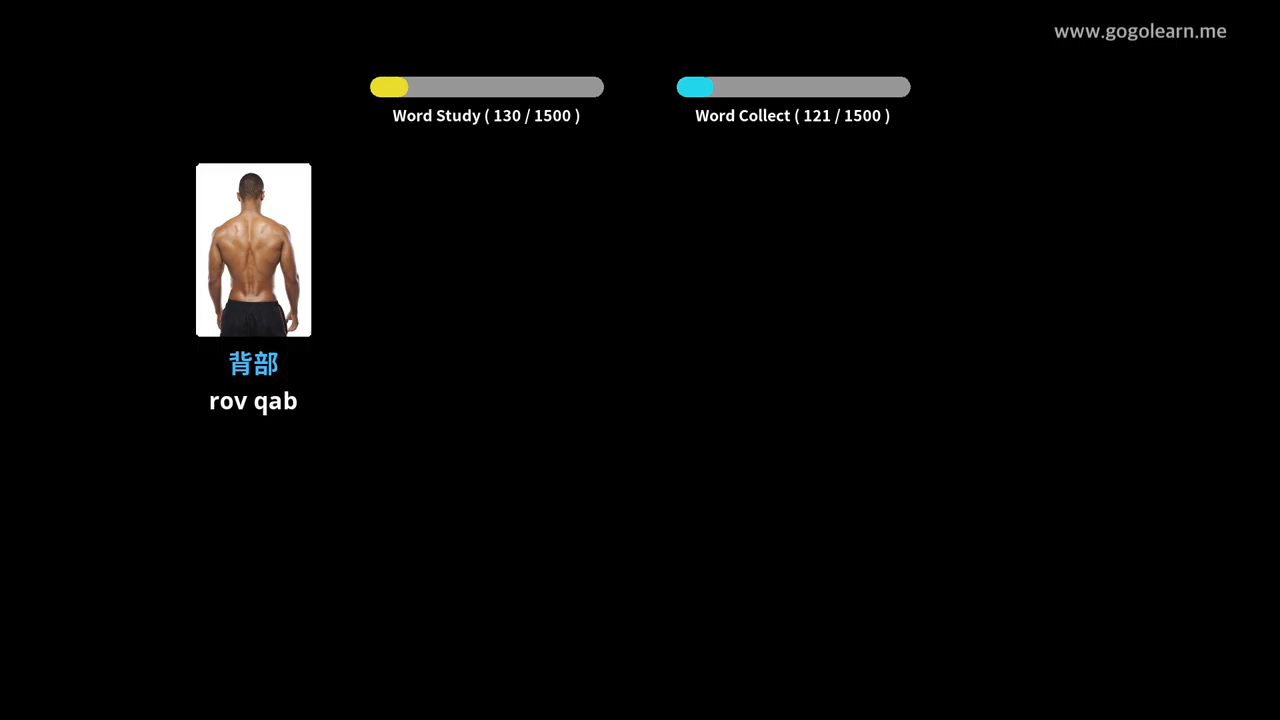 www.gogolearn.me
Word Study ( 130 / 1500 )
Word Collect ( 121 / 1500 )
背部
rov qab